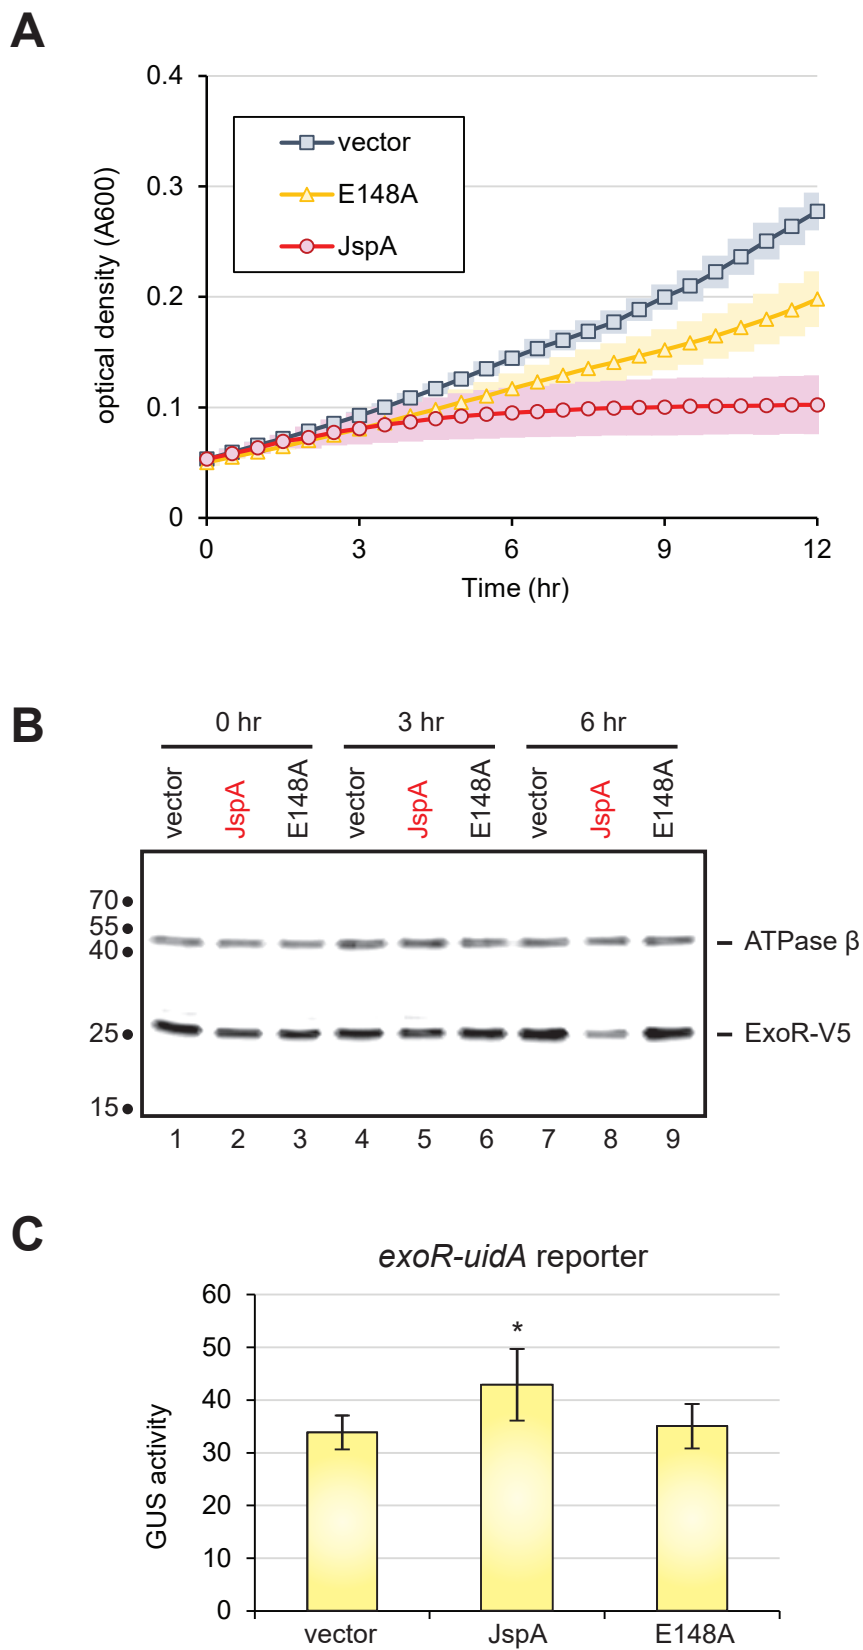 A
0.4
0.3
0.2
0.1
0
optical density (A600)
vector
E148A
JspA
0 3 6 9 12
Time (hr)
B
0 hr 3 hr 6 hr
vector JspA E148A vector JspA E148A vector JspA E148A
70
55
40
25
15
ATPase β
ExoR-V5
1 2 3 4 5 6 7 8 9
C
exoR-uidA reporter
60
50
40
30
20
10
0
GUS activity
*
vector JspA E148A